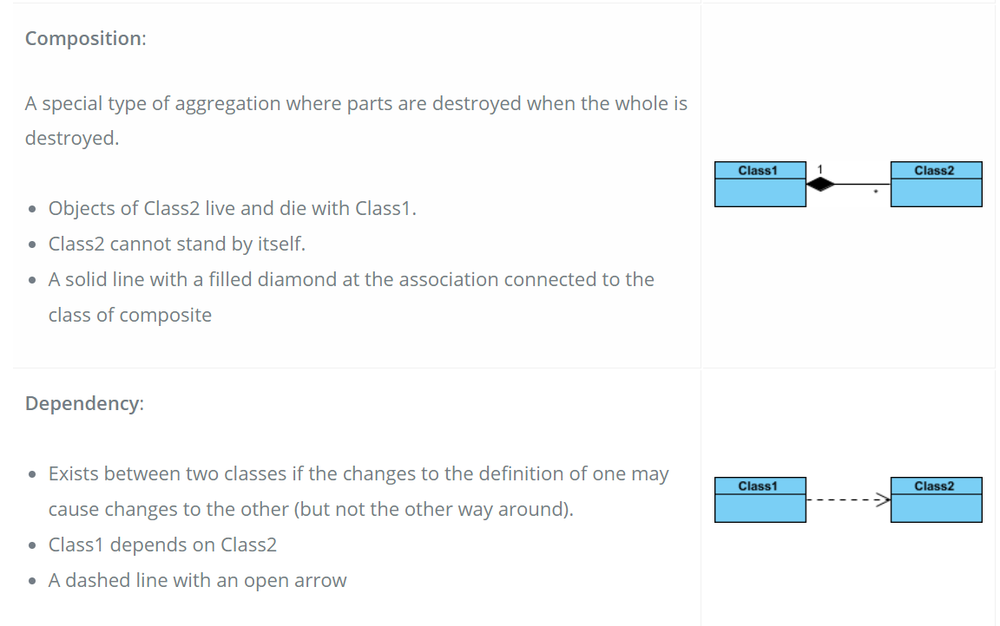 Composition:
A special type of aggregation where parts are destroyed when the whole is
destroyed.
• Objects of Class2 live and die with Class1.
• Class2 cannot stand by itself.
• A solid line with a filled diamond at the association connected to the
class of composite
Class1 1 * Class2
Dependency:
• Exists between two classes if the changes to the definition of one may
cause changes to the other (but not the other way around).
• Class1 depends on Class2
• A dashed line with an open arrow
Class1 Class2